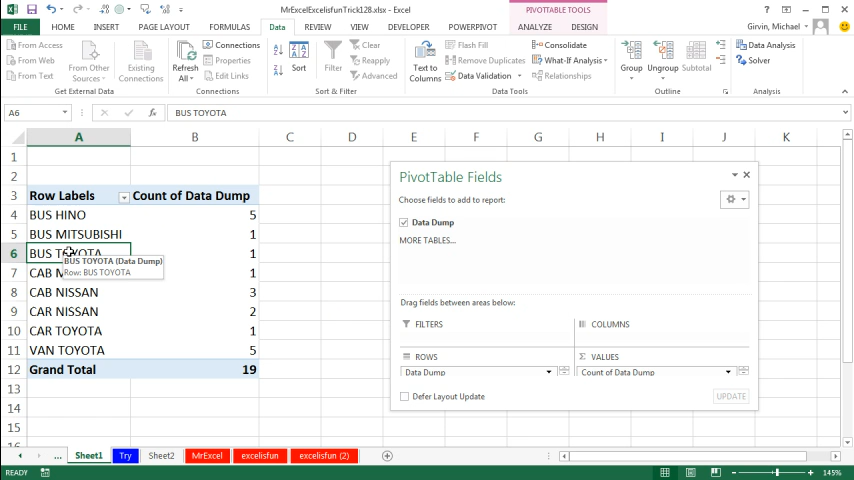 MrExcelExcelisfunTrick128.xlsx - Excel
PIVOTTABLE TOOLS
FILE HOME INSERT PAGE LAYOUT FORMULAS Data REVIEW VIEW DEVELOPER POWERPIVOT ANALYZE DESIGN Girvin, Michael
From Access
From Web
From Text
From Other
Sources
Existing
Connections
Get External Data
Refresh
All
Connections
Properties
Edit Links
Connections
Sort
Filter
Clear
Reapply
Advanced
Sort & Filter
Text to
Columns
Flash Fill
Remove Duplicates
Data Validation
Consolidate
What-If Analysis
Relationships
Data Tools
Group
Ungroup
Subtotal
Outline
Data Analysis
Solver
Analysis
A6
BUS TOYOTA
A B C D E F G H I J K
1
2
3 Row Labels Count of Data Dump
4 BUS HINO 5
5 BUS MITSUBISHI 1
6 BUS TOYOTA 1
BUS TOYOTA (Data Dump)
Row: BUS TOYOTA
7 CAB M 1
8 CAB NISSAN 3
9 CAR NISSAN 2
10 CAR TOYOTA 1
11 VAN TOYOTA 5
12 Grand Total 19
13
14
15
16
PivotTable Fields
Choose fields to add to report:
Data Dump
MORE TABLES...
Drag fields between areas below:
FILTERS
COLUMNS
ROWS
VALUES
Data Dump
Count of Data Dump
Defer Layout Update
UPDATE
... Sheet1 Try Sheet2 MrExcel excelisfun excelisfun (2)
READY
145%